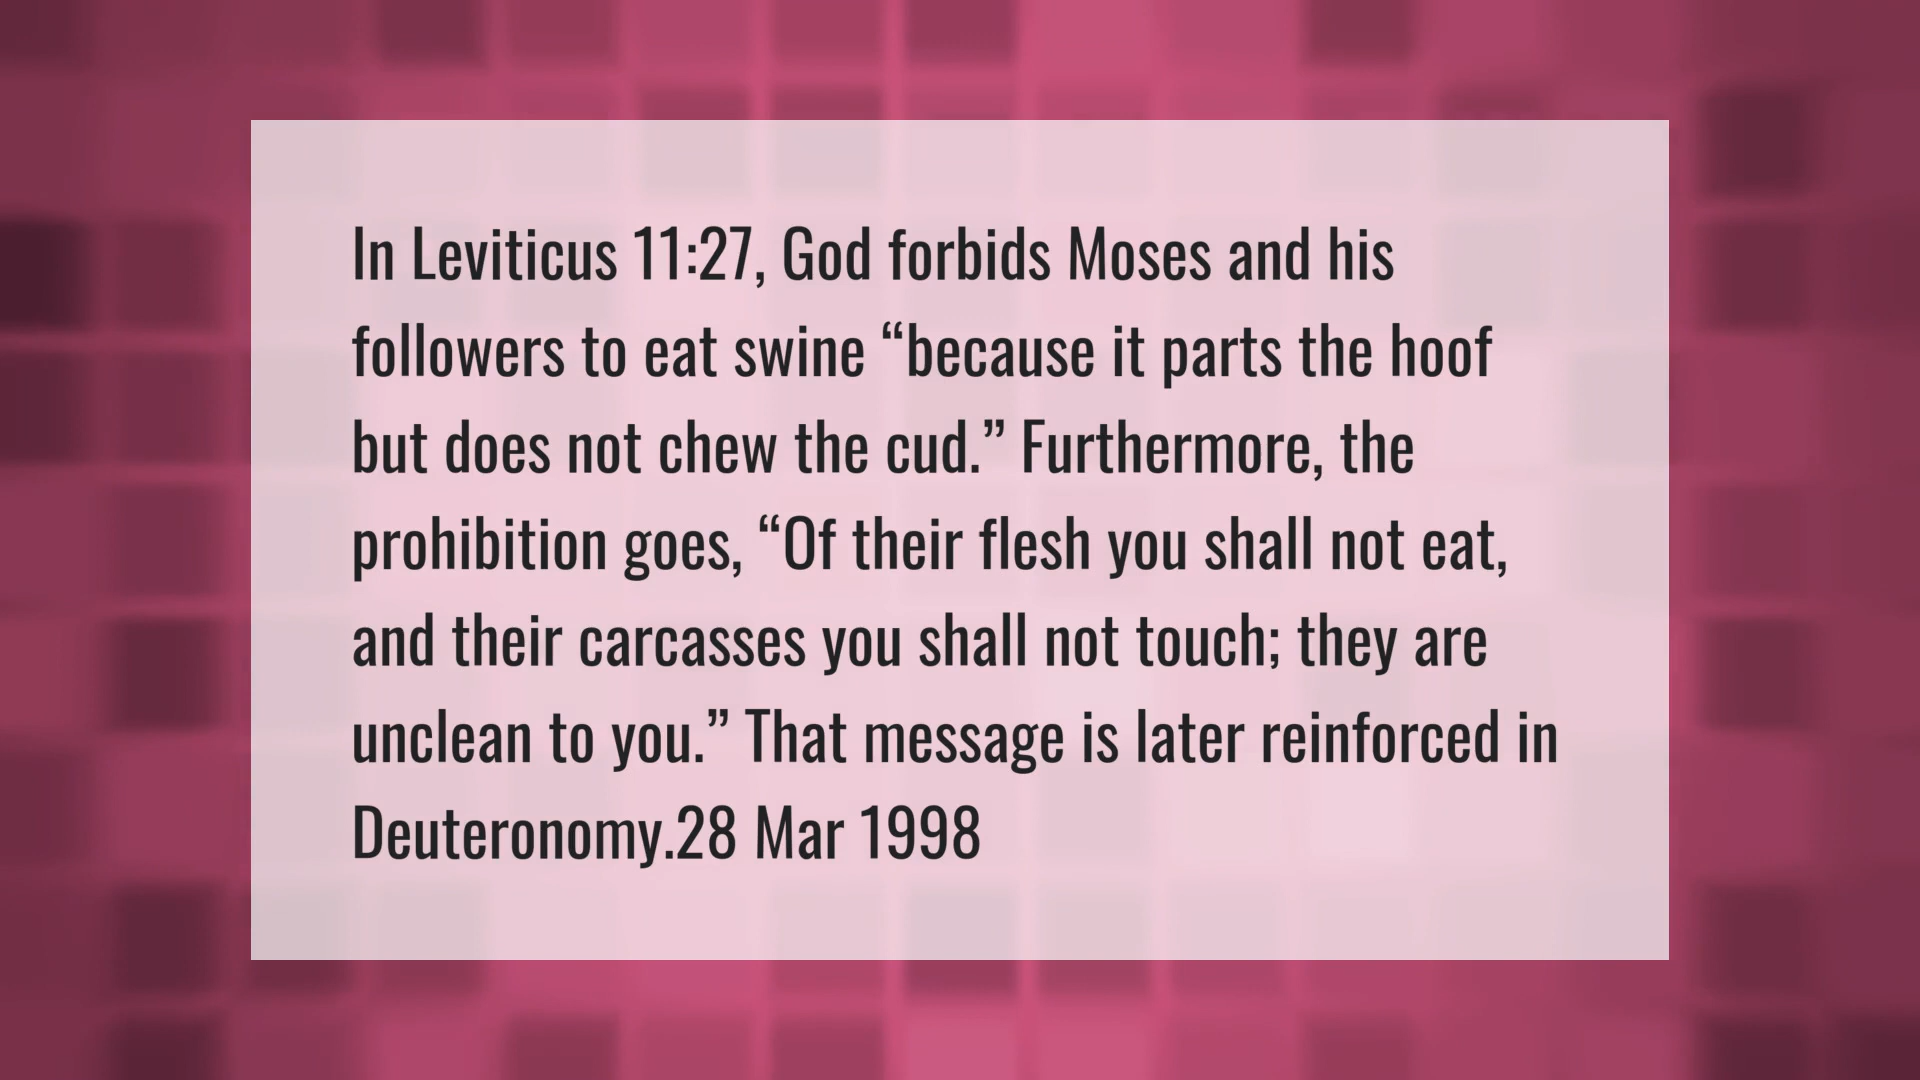 In Leviticus 11:27, God forbids Moses and his
followers to eat swine “because it parts the hoof
but does not chew the cud.” Furthermore, the
prohibition goes, “Of their flesh you shall not eat,
and their carcasses you shall not touch; they are
unclean to you.” That message is later reinforced in
Deuteronomy.28 Mar 1998